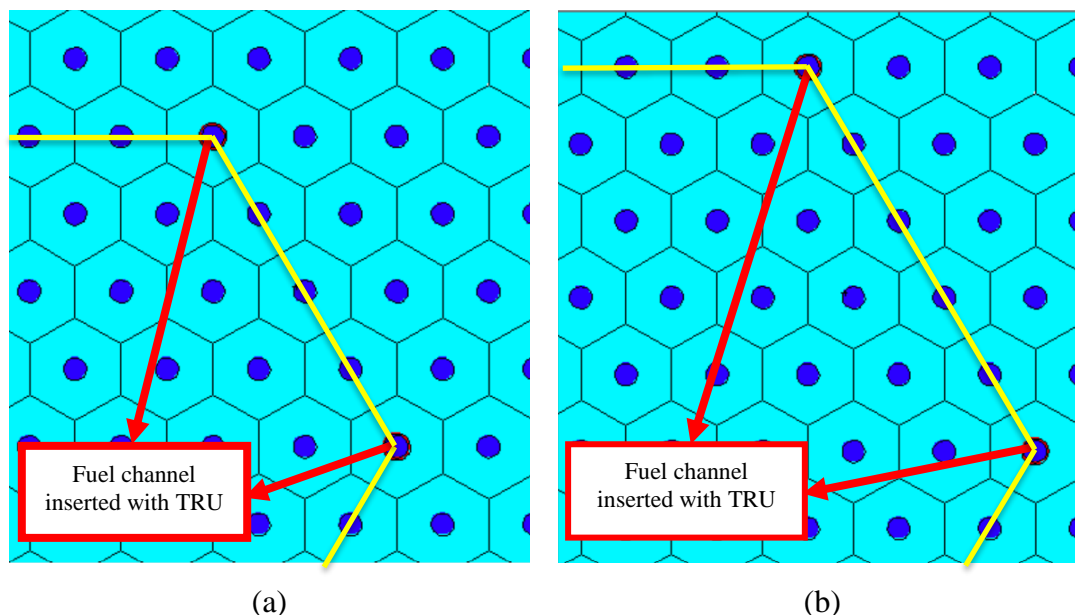 Fuel channel
inserted with TRU
Fuel channel
inserted with TRU
(a)
(b)